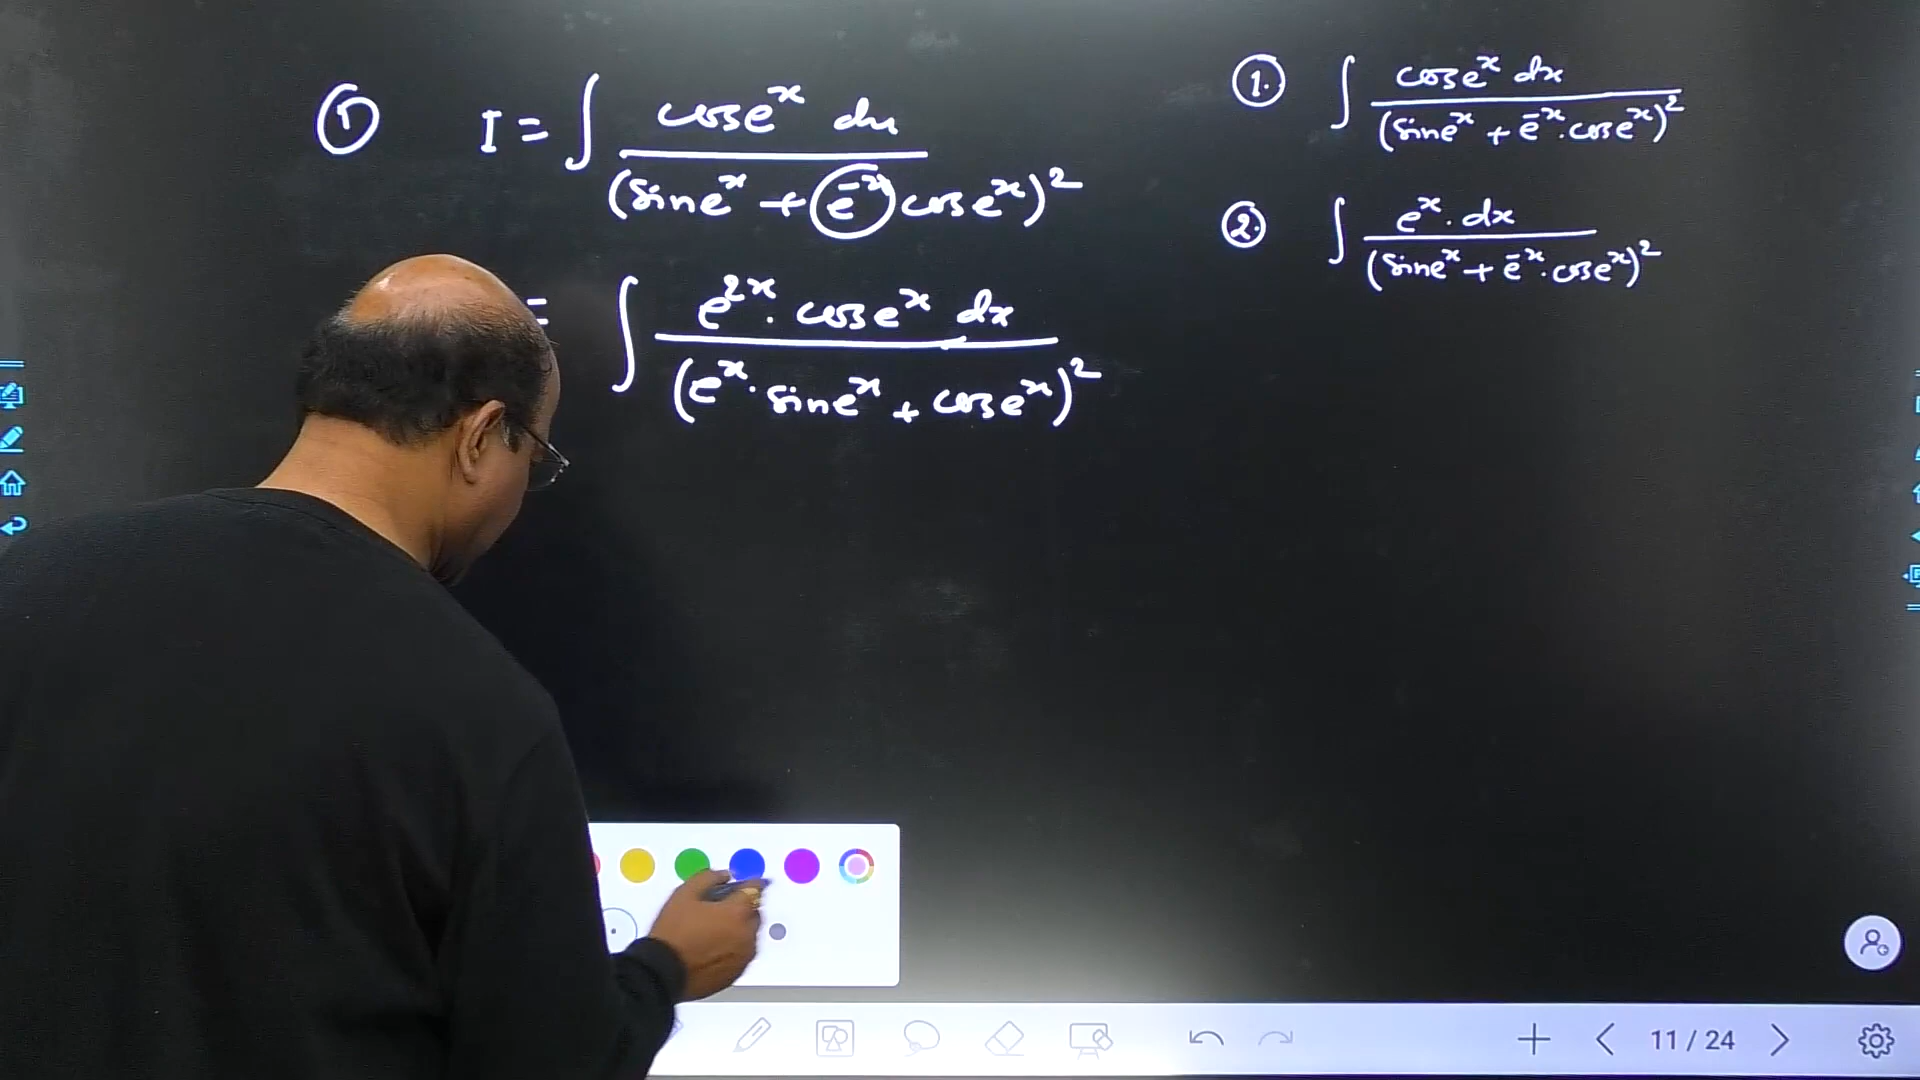 ① I = ∫ cos e^x dx / (sin e^x + e^-x cos e^x)^2
= ∫ e^2x . cos e^x dx / (e^x . sin e^x + cos e^x)^2
1. ∫ cos e^x dx / (sin e^x + e^-x . cos e^x)^2
2. ∫ e^x . dx / (sin e^x + e^-x . cos e^x)^2
11 / 24